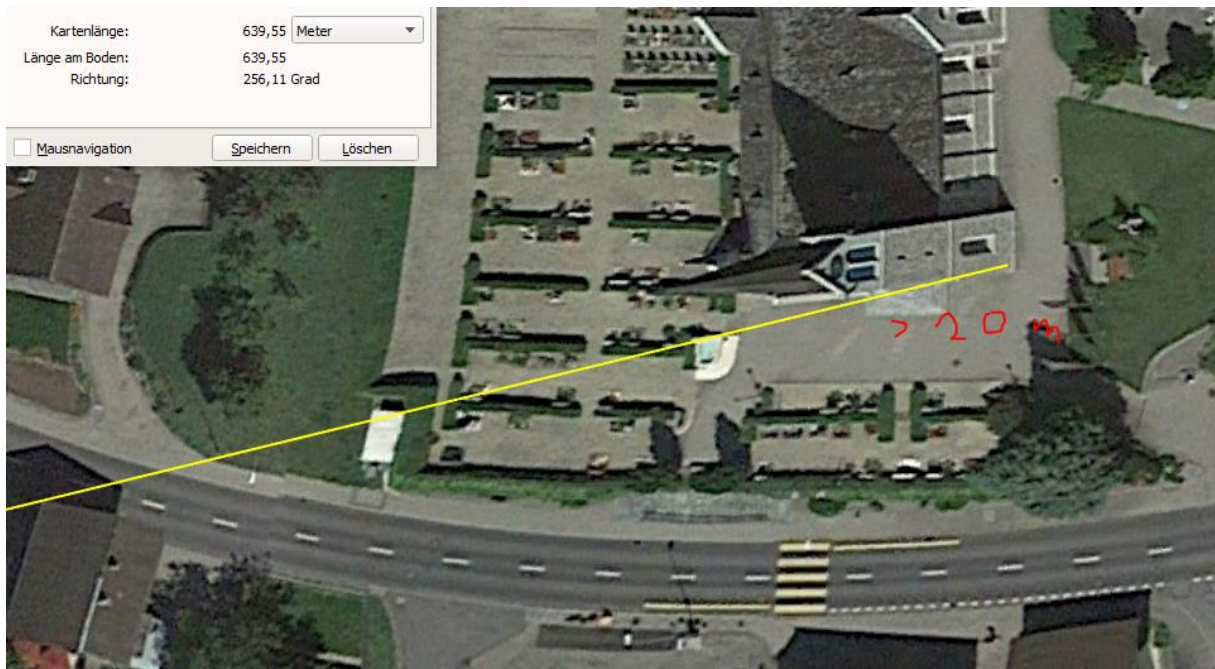 Kartenlänge: 639,55 Meter
Länge am Boden: 639,55
Richtung: 256,11 Grad
Mausnavigation Speichern Löschen
> 20 m